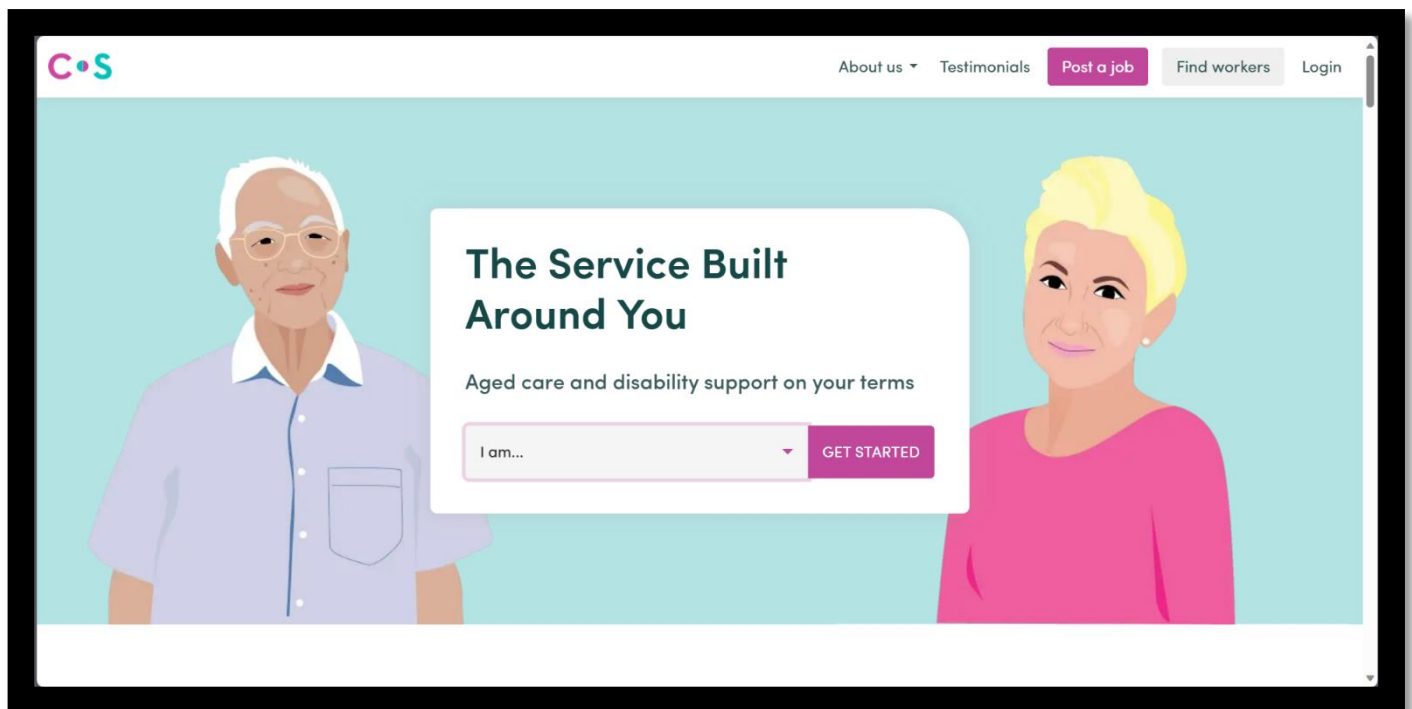 C•S
About us
Testimonials
Post a job
Find workers
Login
The Service Built
Around You
Aged care and disability support on your terms
I am...
GET STARTED